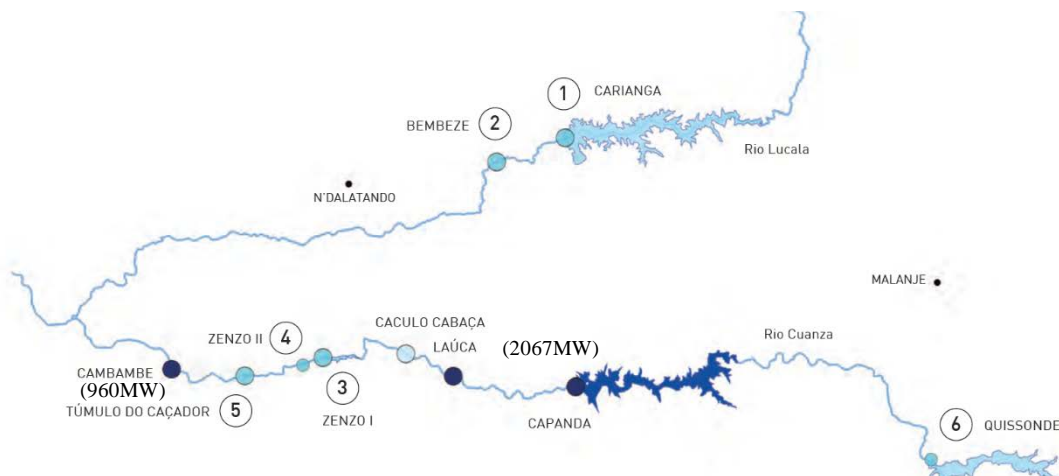 1 CARIANGA
BEMBEZE 2
Rio Lucala
N'DALATANDO
MALANJE
Rio Cuanza
CACULO CABAÇA
ZENZO II 4
LAÚCA (2067MW)
CAMBAMBE
(960MW)
3
TÚMULO DO CAÇADOR 5
ZENZO I
CAPANDA
6 QUISSONDE